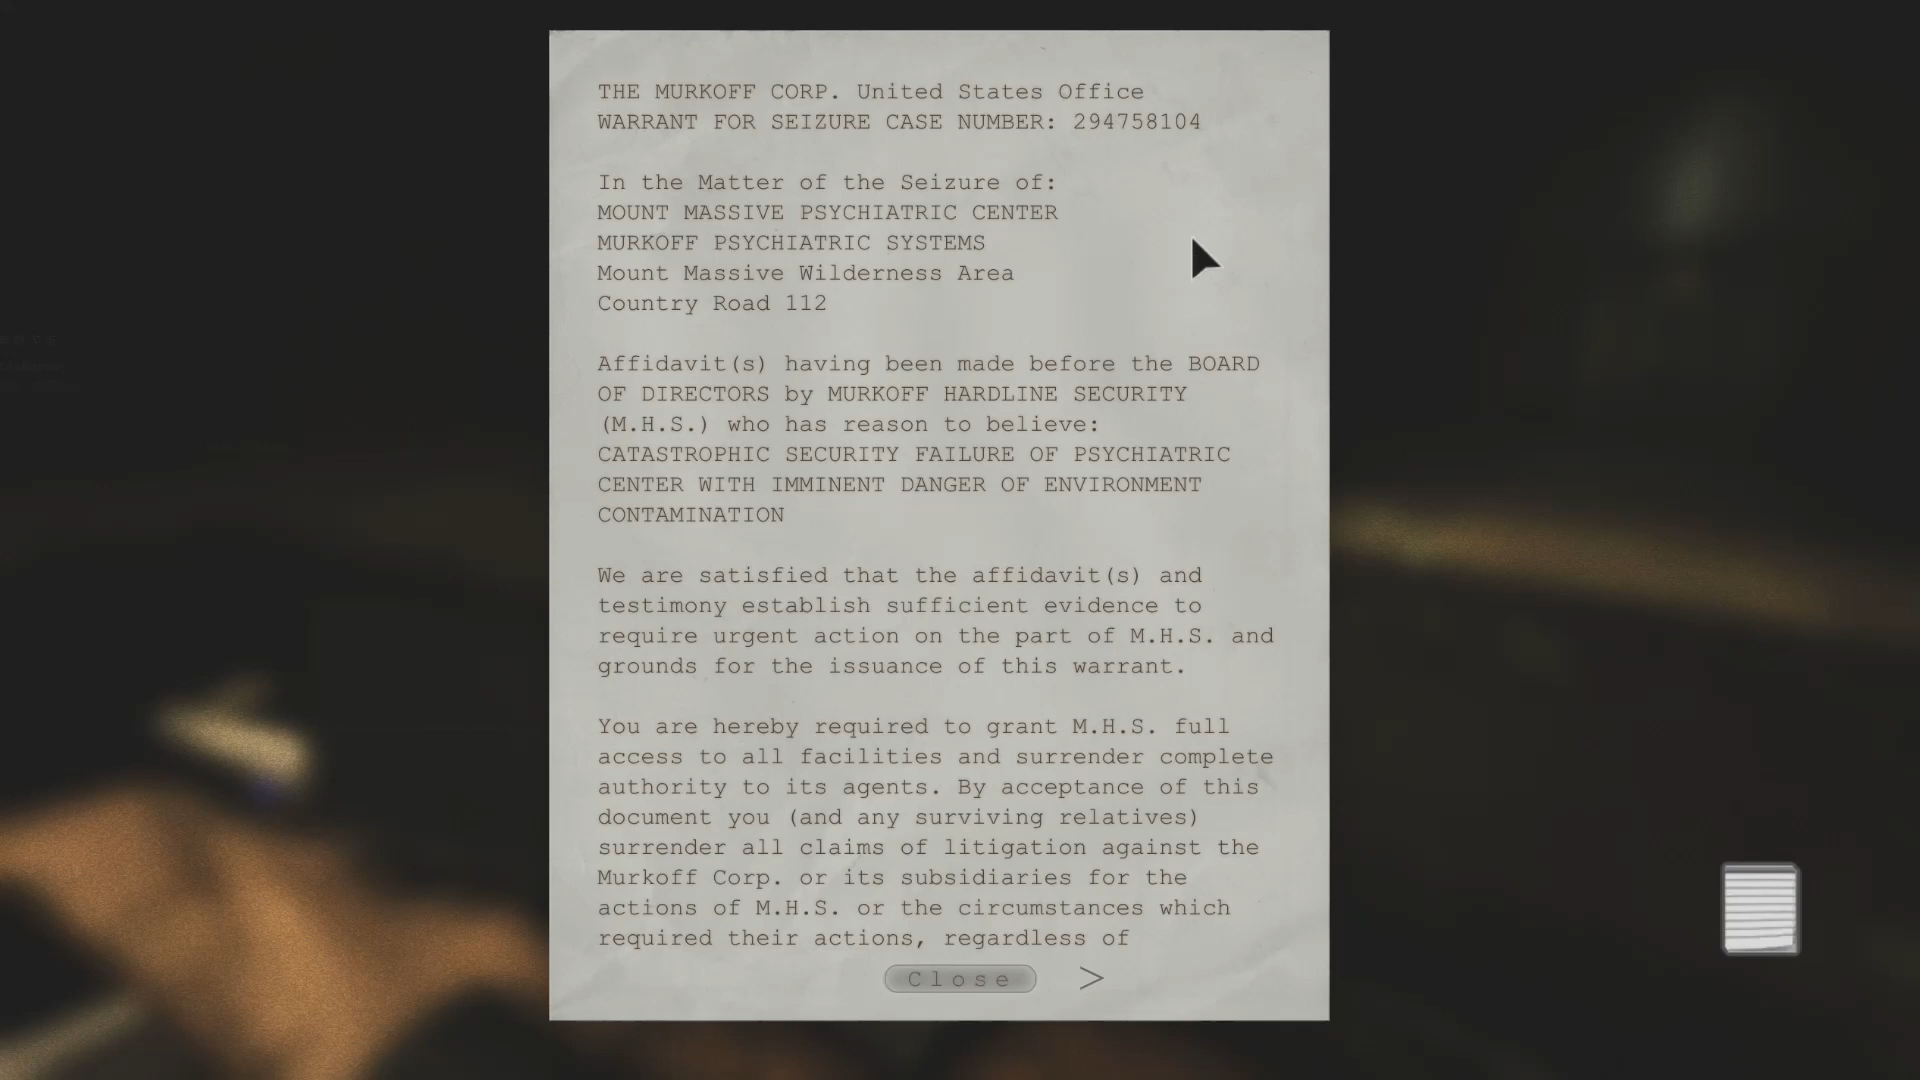 THE MURKOFF CORP. United States Office
WARRANT FOR SEIZURE CASE NUMBER: 294758104
In the Matter of the Seizure of:
MOUNT MASSIVE PSYCHIATRIC CENTER
MURKOFF PSYCHIATRIC SYSTEMS
Mount Massive Wilderness Area
Country Road 112
Affidavit(s) having been made before the BOARD
OF DIRECTORS by MURKOFF HARDLINE SECURITY
(M.H.S.) who has reason to believe:
CATASTROPHIC SECURITY FAILURE OF PSYCHIATRIC
CENTER WITH IMMINENT DANGER OF ENVIRONMENT
CONTAMINATION
We are satisfied that the affidavit(s) and
testimony establish sufficient evidence to
require urgent action on the part of M.H.S. and
grounds for the issuance of this warrant.
You are hereby required to grant M.H.S. full
access to all facilities and surrender complete
authority to its agents. By acceptance of this
document you (and any surviving relatives)
surrender all claims of litigation against the
Murkoff Corp. or its subsidiaries for the
actions of M.H.S. or the circumstances which
required their actions, regardless of
Close >